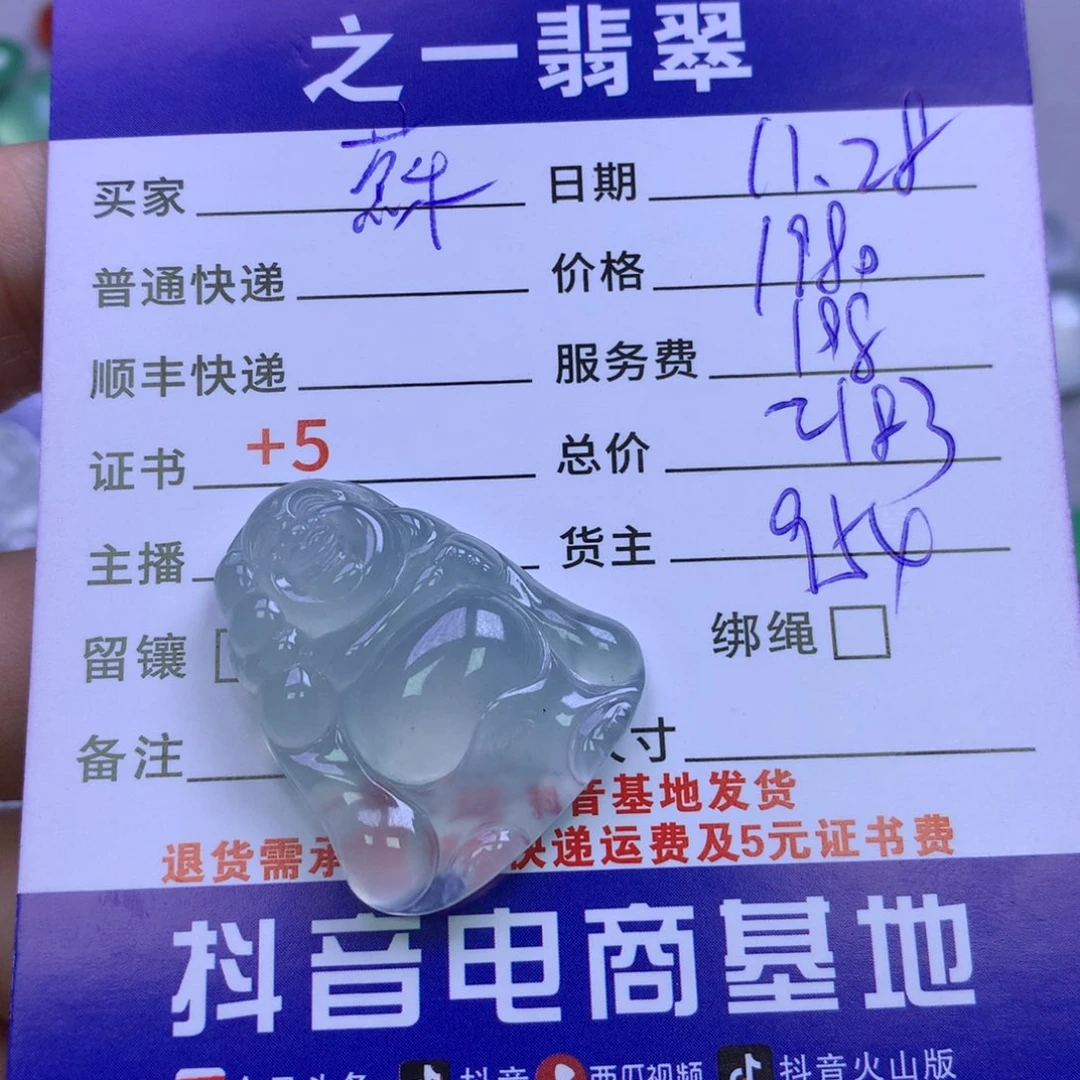 之一翡翠
买家 日期 11.28
普通快递 价格 1980
顺丰快递 服务费 198
证书 +5 总价 2183
主播 货主 954
留镶 绑绳
备注 寸
音基地发货
退货需承 快递运费及5元证书费
抖音电商基地
抖音 西瓜视频 抖音火山版